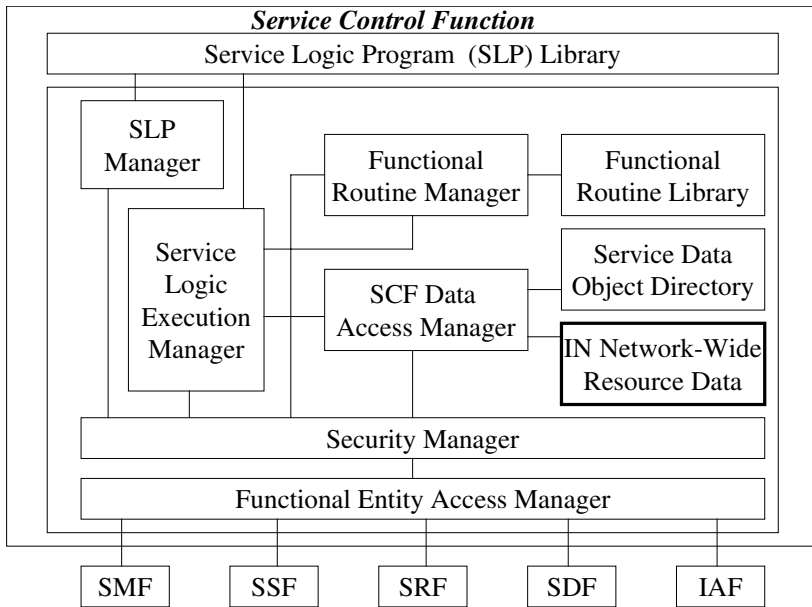 Service Control Function
Service Logic Program (SLP) Library
SLP
Manager
Functional
Routine Manager
Functional
Routine Library
Service
Logic
Execution
Manager
SCF Data
Access Manager
Service Data
Object Directory
IN Network-Wide
Resource Data
Security Manager
Functional Entity Access Manager
SMF
SSF
SRF
SDF
IAF